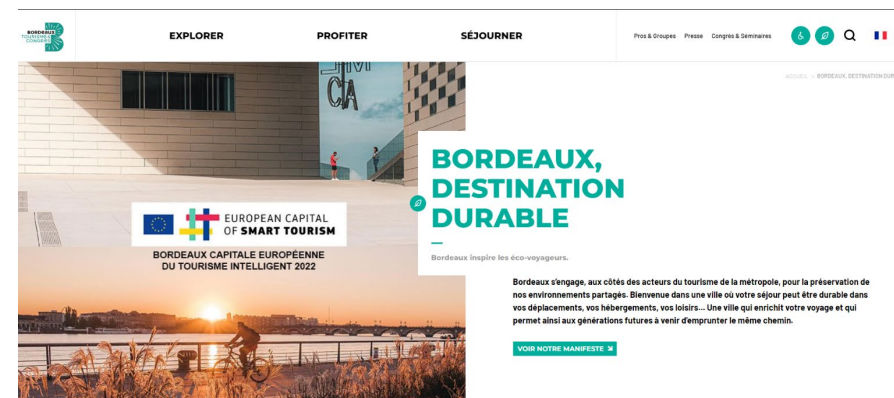 BORDEAUX
TOURISME &
CONGRÈS
EXPLORER
PROFITER
SÉJOURNER
Pros & Groupes
Presse
Congrès & Séminaires
ACCUEIL > BORDEAUX, DESTINATION DUR
BORDEAUX,
DESTINATION
DURABLE
Bordeaux inspire les éco-voyageurs.
EUROPEAN CAPITAL
OF SMART TOURISM
BORDEAUX CAPITALE EUROPÉENNE
DU TOURISME INTELLIGENT 2022
Bordeaux s'engage, aux côtés des acteurs du tourisme de la métropole, pour la préservation de
nos environnements partagés. Bienvenue dans une ville où votre séjour peut être durable dans
vos déplacements, vos hébergements, vos loisirs... Une ville qui enrichit votre voyage et qui
permet ainsi aux générations futures à venir d'emprunter le même chemin.
VOIR NOTRE MANIFESTE